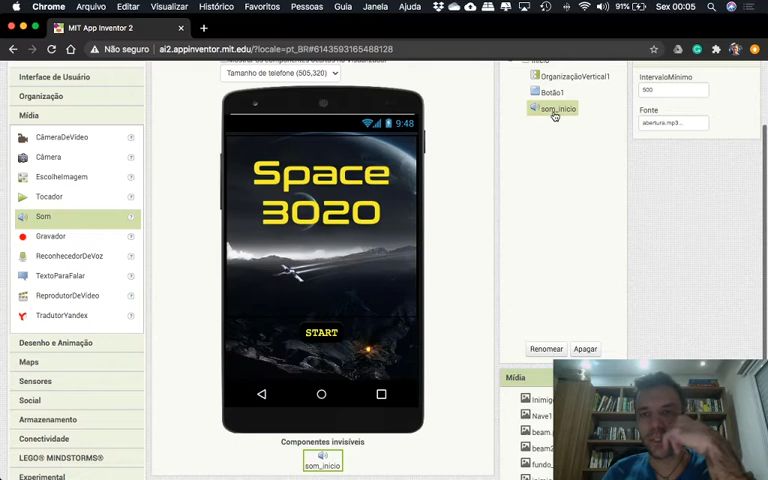 Chrome Arquivo Editar Visualizar Histórico Favoritos Pessoas Guia Janela Ajuda 91% Sex 00:05
MIT App Inventor 2
Não seguro ai2.appinventor.mit.edu/?locale=pt_BR#6143593165488128
Interface de Usuário
Organização
Mídia
CâmeraDeVídeo
Câmera
EscolheImagem
Tocador
Som
Gravador
ReconhecedorDeVoz
TextoParaFalar
ReprodutorDeVídeo
TradutorYandex
Desenho e Animação
Maps
Sensores
Social
Armazenamento
Conectividade
LEGO® MINDSTORMS®
Experimental
Tamanho de telefone (505,320)
9:48
Space
3020
START
Componentes invisíveis
som_inicio
OrganizaçãoVertical1
Botão1
som_inicio
Renomear Apagar
Mídia
Inimig
Nave1
beam.
beam2
fundo_
IntervaloMínimo
500
Fonte
abertura.mp3...